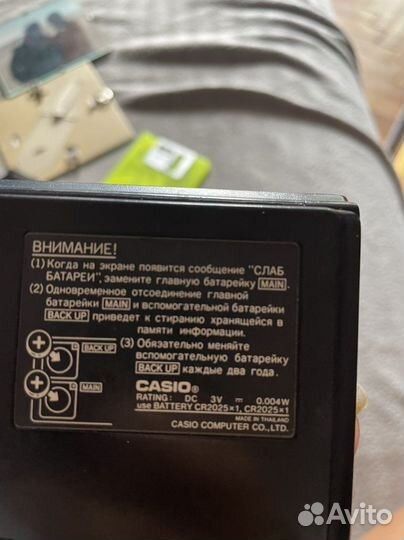 ВНИМАНИЕ!
(1) Когда на экране появится сообщение "СЛАБ
БАТАРЕИ", замените главную батарейку MAIN.
(2) Одновременное отсоединение главной
батарейки MAIN и вспомогательной батарейки
BACK UP приведет к стиранию хранящейся в
памяти информации.
(3) Обязательно меняйте
вспомогательную батарейку
BACK UP каждые два года.
BACK UP
MAIN
CASIO®
RATING: DC 3V ⎓ 0.004W
use BATTERY CR2025×1, CR2025×1
MADE IN THAILAND
CASIO COMPUTER CO.,LTD.
Avito